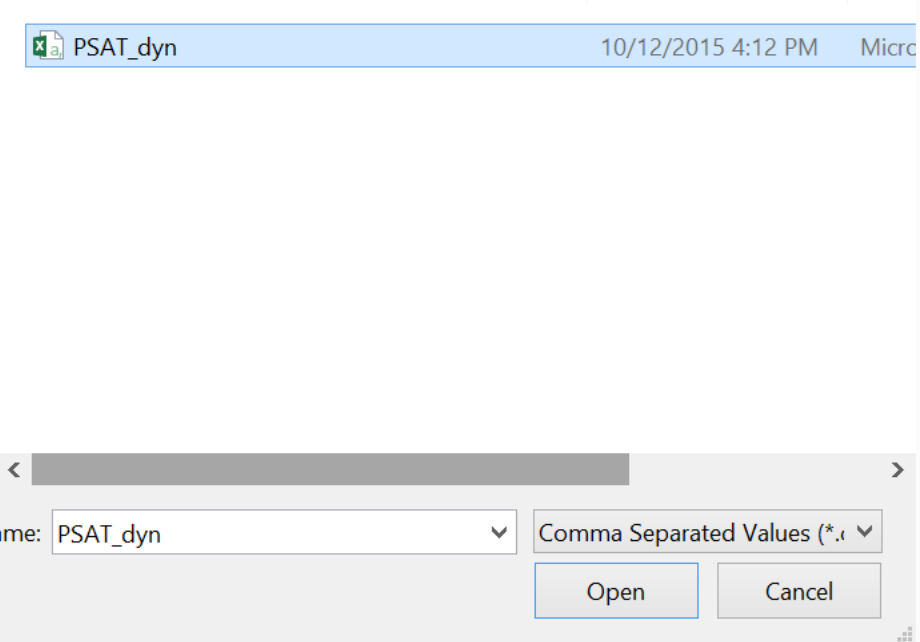 PSAT_dyn 10/12/2015 4:12 PM Micro
ame: PSAT_dyn Comma Separated Values (*.c
Open Cancel